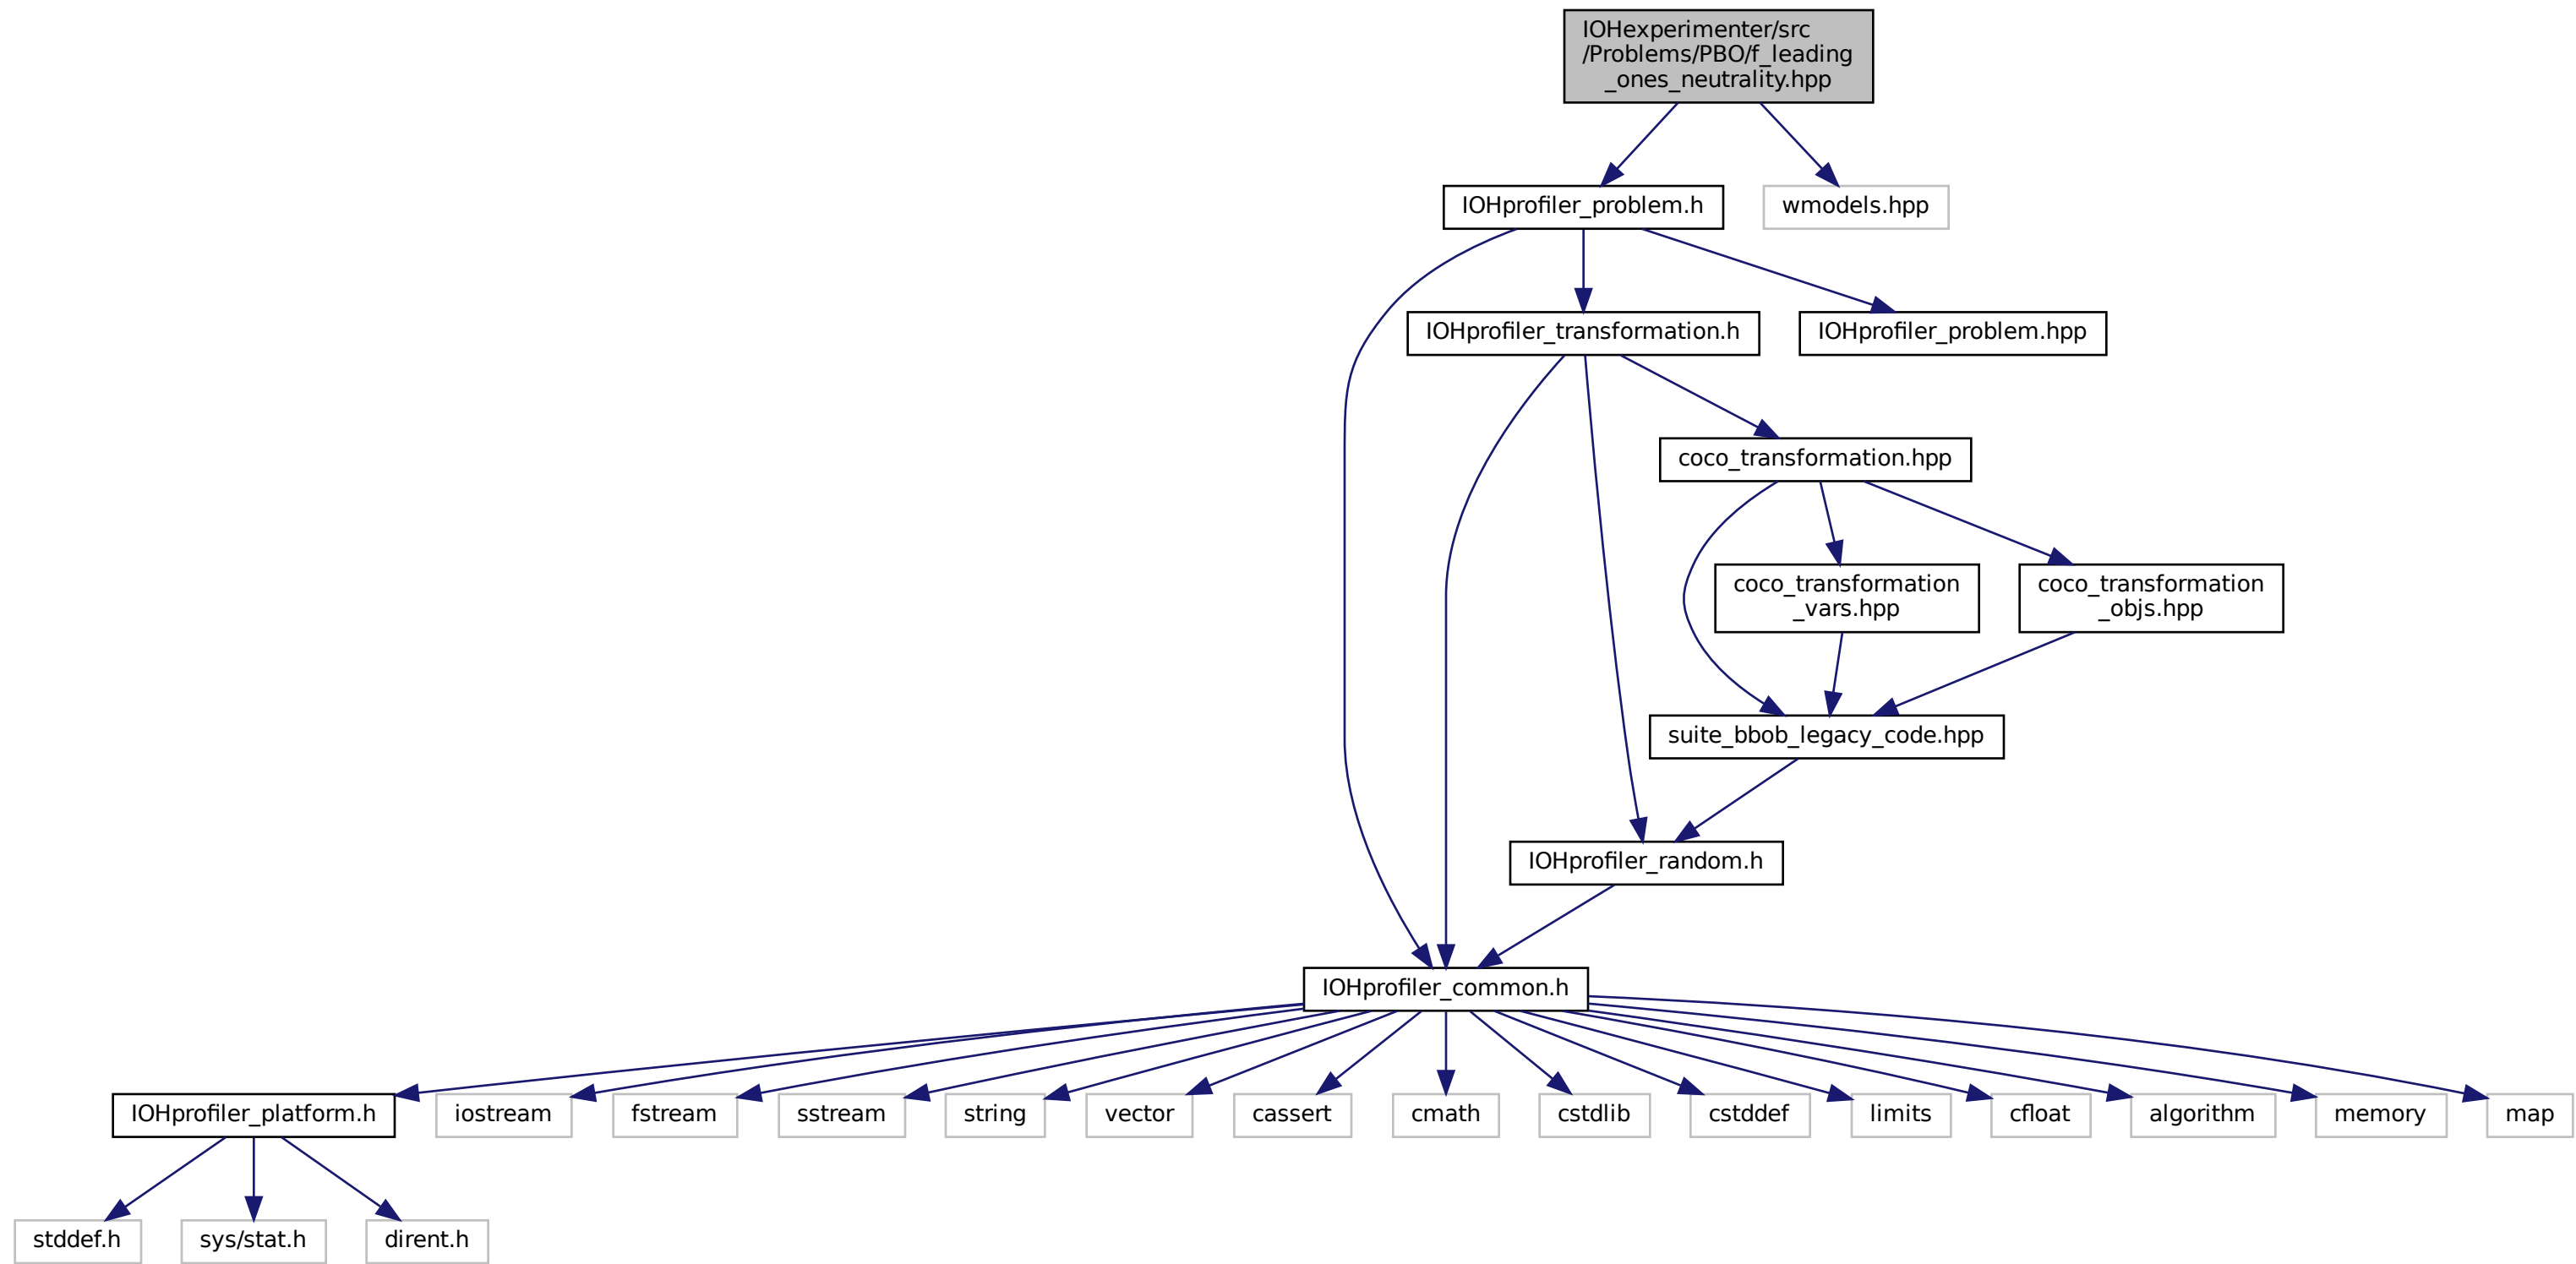 IOHexperimenter/src
/Problems/PBO/f_leading
_ones_neutrality.hpp
IOHprofiler_problem.h
wmodels.hpp
IOHprofiler_transformation.h
IOHprofiler_problem.hpp
coco_transformation.hpp
coco_transformation
_vars.hpp
coco_transformation
_objs.hpp
suite_bbob_legacy_code.hpp
IOHprofiler_random.h
IOHprofiler_common.h
IOHprofiler_platform.h
iostream
fstream
sstream
string
vector
cassert
cmath
cstdlib
cstddef
limits
cfloat
algorithm
memory
map
stddef.h
sys/stat.h
dirent.h